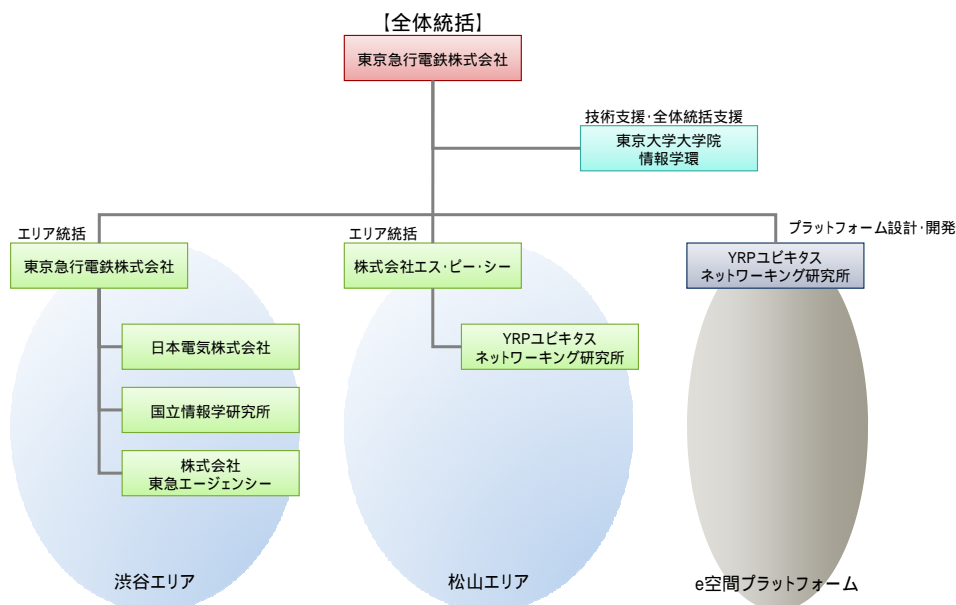 【全体統括】
東京急行電鉄株式会社
技術支援・全体統括支援
東京大学大学院
情報学環
エリア統括
東京急行電鉄株式会社
日本電気株式会社
国立情報学研究所
株式会社
東急エージェンシー
渋谷エリア
エリア統括
株式会社エス・ピー・シー
YRPユビキタス
ネットワーキング研究所
松山エリア
プラットフォーム設計・開発
YRPユビキタス
ネットワーキング研究所
e空間プラットフォーム